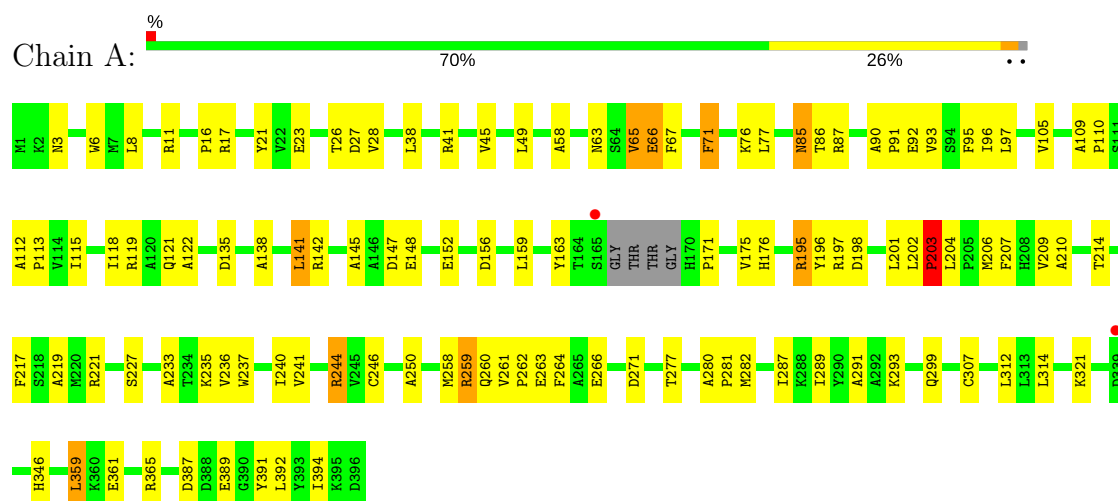 %
Chain A:
70% 26% • •
M1 K2 N3 W6 M7 L8 R11 P16 R17 Y21 V22 E23 T26 D27 V28 L38 R41 V45 L49 A58 N63 S64 V65 E66 F67 F71 K76 L77 N85 T86 R87 A90 P91 E92 V93 S94 F95 I96 L97 V105 A109 P110 S111
A112 P113 V114 I115 I118 R119 A120 Q121 A122 D135 A138 L141 R142 A145 A146 D147 E148 E152 D156 L159 Y163 T164 S165 GLY THR THR GLY H170 P171 V175 H176 R195 Y196 R197 D198 L201 L202 P203 L204 P205 M206 F207 H208 V209 A210 T214
F217 S218 A219 M220 R221 S227 A233 T234 K235 V236 W237 I240 V241 R244 V245 C246 A250 M258 R259 Q260 V261 P262 E263 F264 A265 E266 D271 T277 A280 P281 M282 I287 K288 I289 Y290 A291 A292 K293 Q299 C307 L312 L313 L314 K321 D339
H346 L359 K360 E361 R365 D387 D388 E389 G390 Y391 L392 Y393 I394 K395 D396